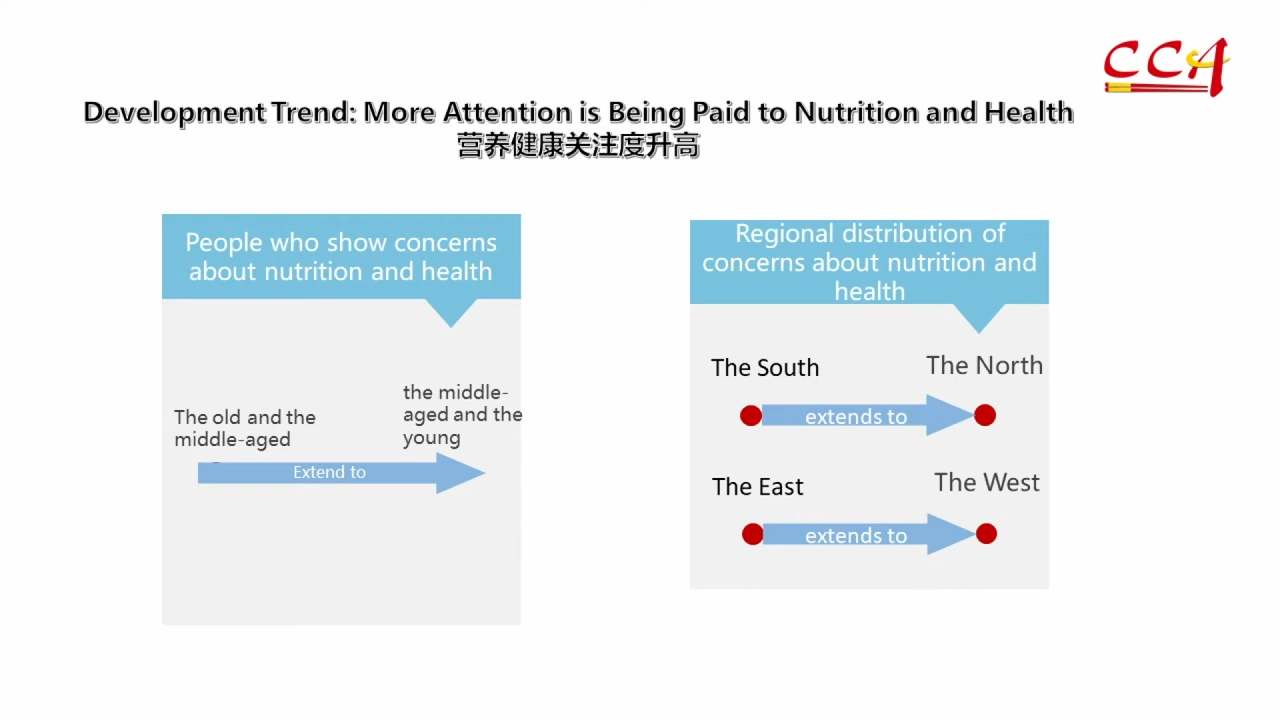 CCA
Development Trend: More Attention is Being Paid to Nutrition and Health
营养健康关注度升高
People who show concerns
about nutrition and health
The old and the
middle-aged
the middle-
aged and the
young
Extend to
Regional distribution of
concerns about nutrition and
health
The South
The North
extends to
The East
The West
extends to